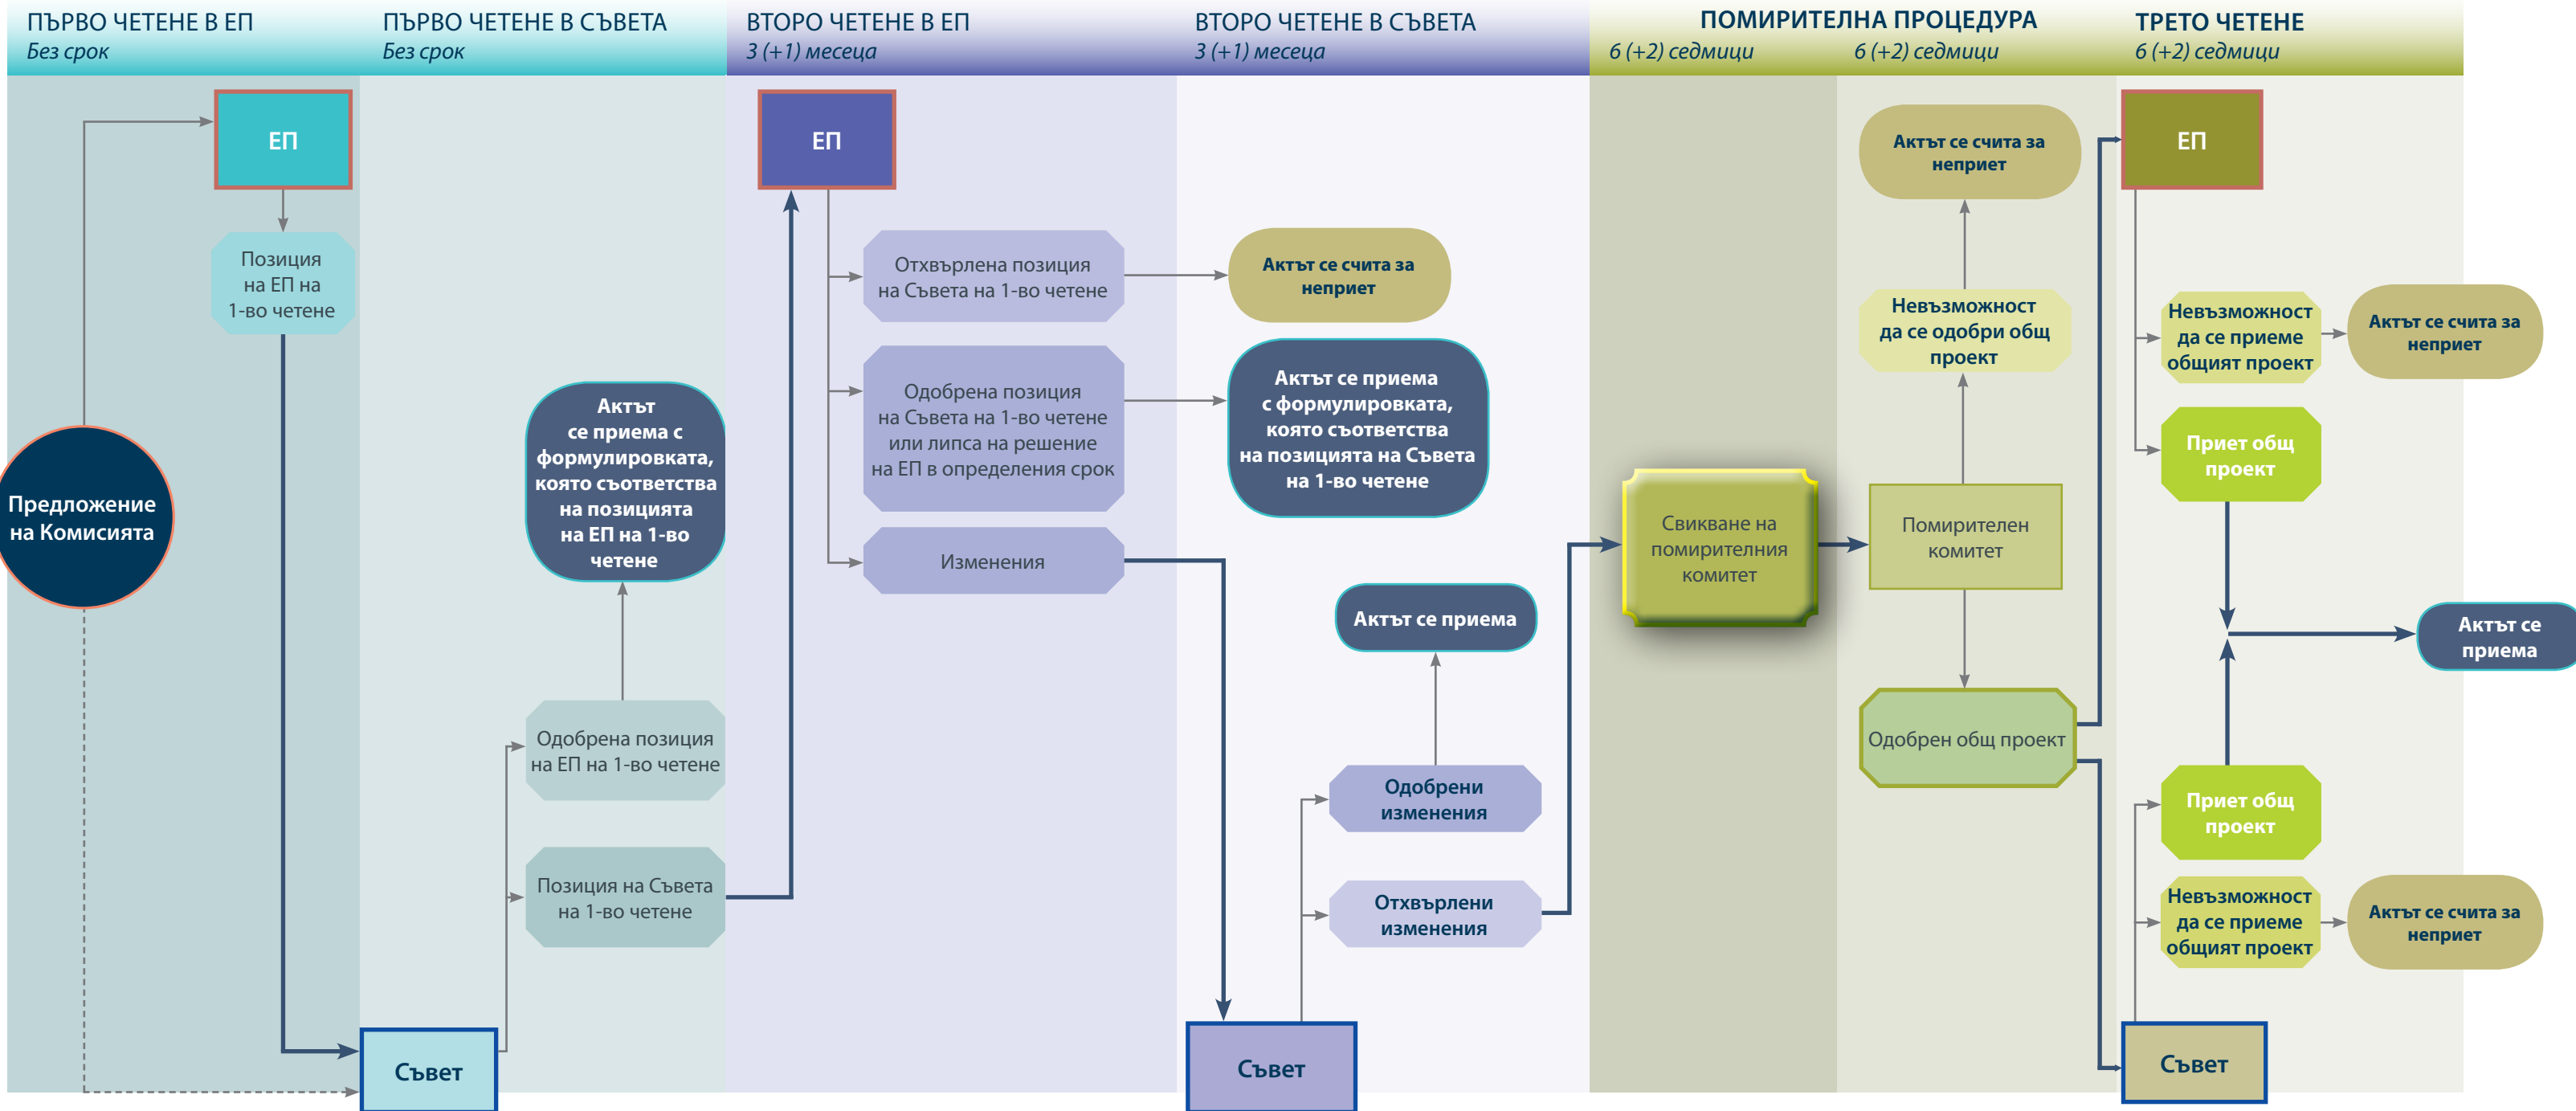 ПЪРВО ЧЕТЕНЕ В ЕП
Без срок
ПЪРВО ЧЕТЕНЕ В СЪВЕТА
Без срок
ВТОРО ЧЕТЕНЕ В ЕП
3 (+1) месеца
ВТОРО ЧЕТЕНЕ В СЪВЕТА
3 (+1) месеца
ПОМИРИТЕЛНА ПРОЦЕДУРА
6 (+2) седмици
6 (+2) седмици
ТРЕТО ЧЕТЕНЕ
6 (+2) седмици
Предложение
на Комисията
ЕП
Позиция
на ЕП на
1-во четене
Актът
се приема с
формулировката,
която съответства
на позицията
на ЕП на 1-во
четене
Одобрена позиция
на ЕП на 1-во четене
Позиция на Съвета
на 1-во четене
Съвет
ЕП
Отхвърлена позиция
на Съвета на 1-во четене
Одобрена позиция
на Съвета на 1-во четене
или липса на решение
на ЕП в определения срок
Изменения
Актът се счита за
неприет
Актът се приема
с формулировката,
която съответства
на позицията на Съвета
на 1-во четене
Актът се приема
Одобрени
изменения
Отхвърлени
изменения
Съвет
Свикване на
помирителния
комитет
Актът се счита за
неприет
Невъзможност
да се одобри общ
проект
Помирителен
комитет
Одобрен общ проект
ЕП
Невъзможност
да се приеме
общият проект
Актът се счита за
неприет
Приет общ
проект
Актът се
приема
Приет общ
проект
Невъзможност
да се приеме
общият проект
Актът се счита за
неприет
Съвет